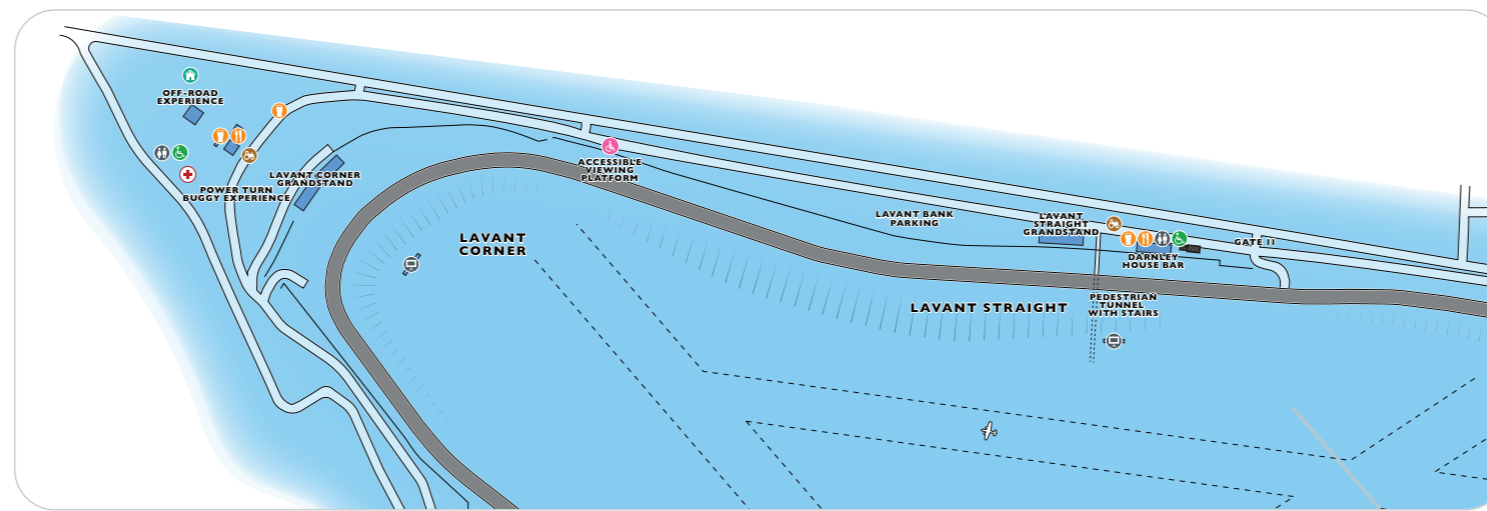 OFF-ROAD
EXPERIENCE
POWER TURN
BUGGY EXPERIENCE
LAVANT CORNER
GRANDSTAND
LAVANT
CORNER
ACCESSIBLE
VIEWING
PLATFORM
LAVANT BANK
PARKING
LAVANT
STRAIGHT
GRANDSTAND
DARNLEY
HOUSE BAR
GATE 11
LAVANT STRAIGHT
PEDESTRIAN
TUNNEL
WITH STAIRS